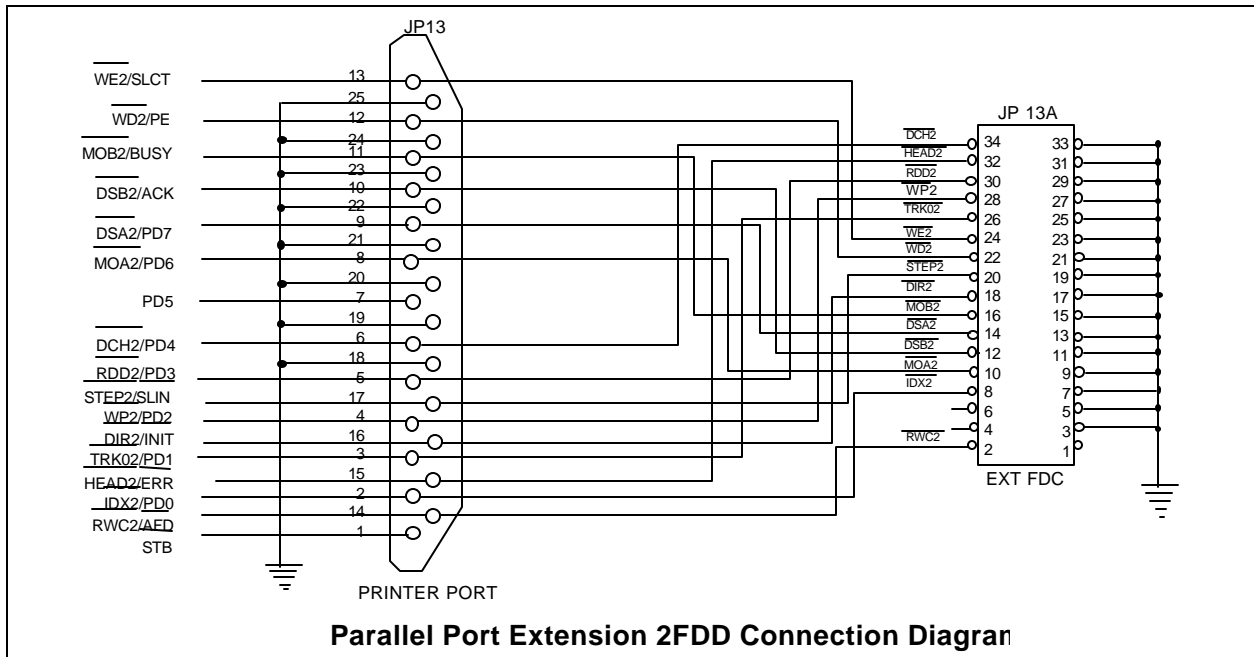 JP13
WE2/SLCT 13
25
WD2/PE 12
24
MOB2/BUSY 11
23
DSB2/ACK 10
22
DSA2/PD7 9
21
MOA2/PD6 8
20
PD5 7
19
DCH2/PD4 6
18
RDD2/PD3 5
STEP2/SLIN 17
WP2/PD2 4
DIR2/INIT 16
TRK02/PD1 3
HEAD2/ERR 15
IDX2/PD0 2
RWC2/AFD 14
STB 1
PRINTER PORT
JP 13A
DCH2 34 33
HEAD2 32 31
RDD2 30 29
WP2 28 27
TRK02 26 25
WE2 24 23
WD2 22 21
STEP2 20 19
DIR2 18 17
MOB2 16 15
DSA2 14 13
DSB2 12 11
MOA2 10 9
IDX2 8 7
6 5
4 3
RWC2 2 1
EXT FDC
Parallel Port Extension 2FDD Connection Diagran